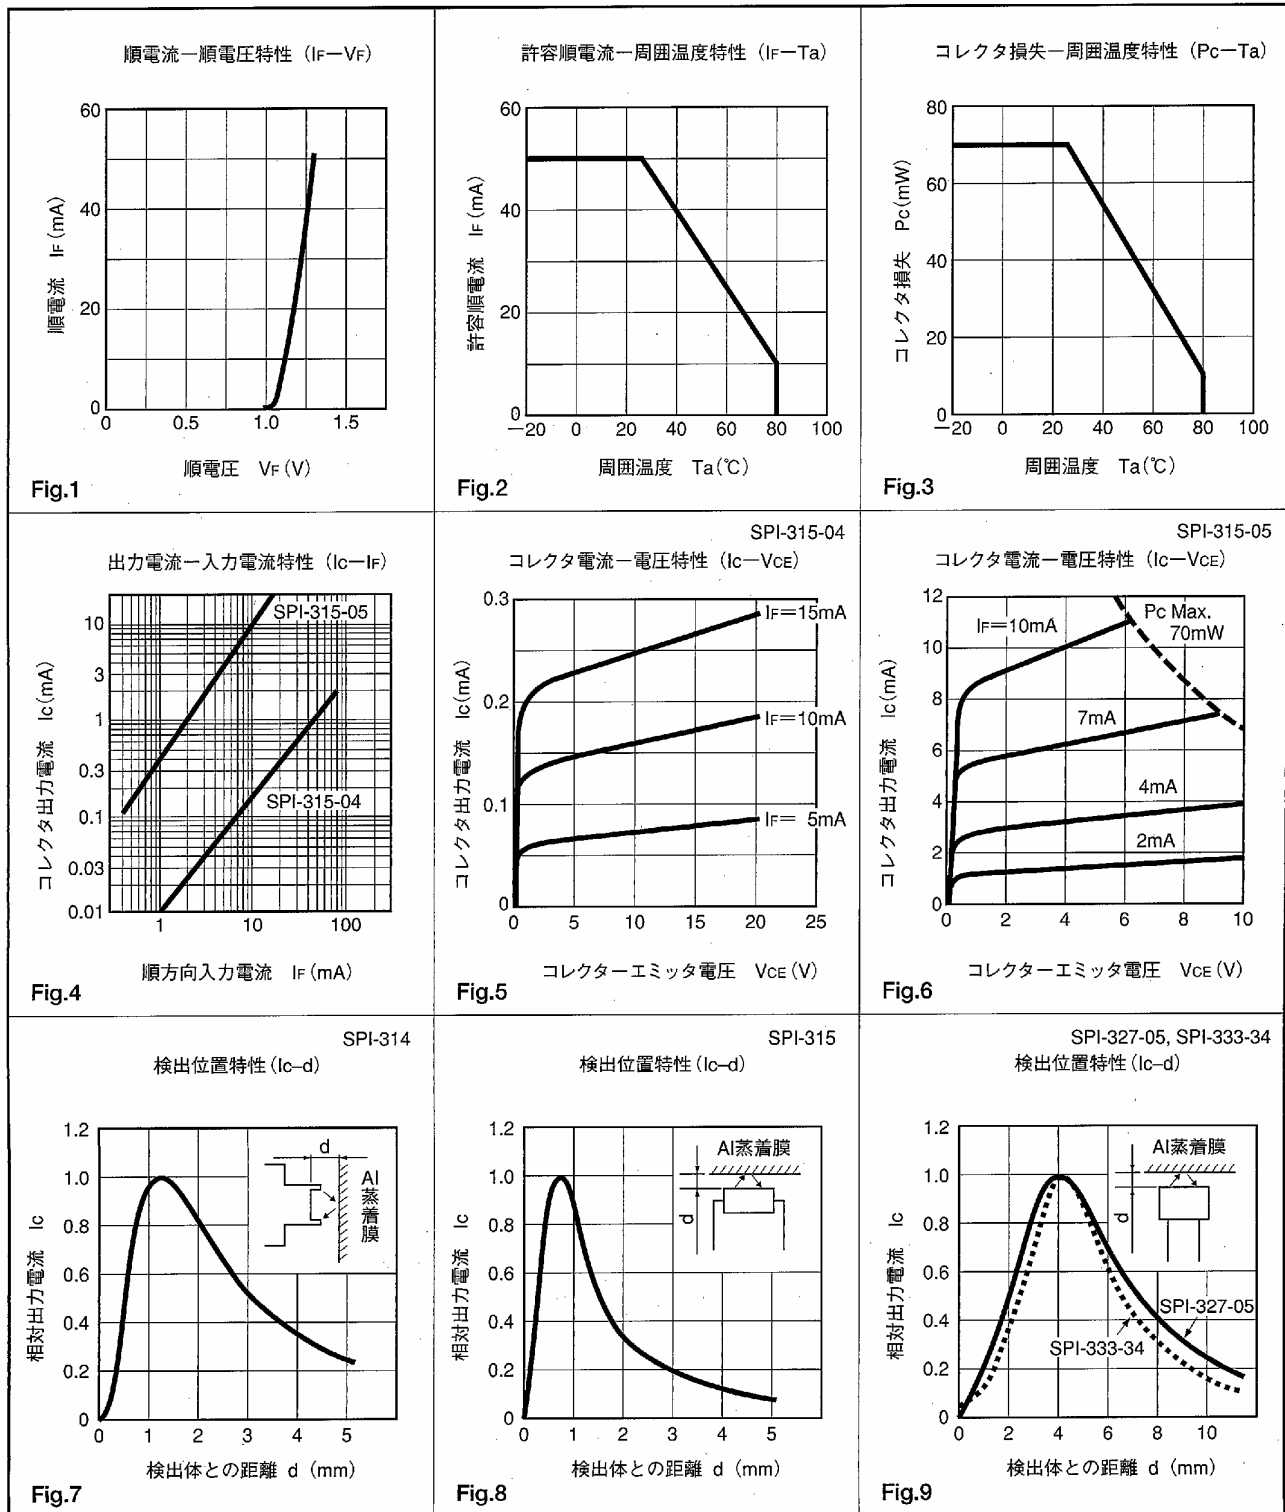 順電流ー順電圧特性 (IF－VF)
60
40
20
0
順電流 IF (mA)
0 0.5 1.0 1.5
順電圧 VF (V)
Fig.1
許容順電流ー周囲温度特性 (IF－Ta)
60
40
20
0
許容順電流 IF (mA)
－20 0 20 40 60 80 100
周囲温度 Ta(℃)
Fig.2
コレクタ損失ー周囲温度特性 (Pc－Ta)
80
60
40
20
0
コレクタ損失 Pc(mW)
－20 0 20 40 60 80 100
周囲温度 Ta(℃)
Fig.3
出力電流ー入力電流特性 (Ic－IF)
10
3
1
0.3
0.1
0.03
0.01
コレクタ出力電流 Ic(mA)
SPI-315-05
SPI-315-04
1 10 100
順方向入力電流 IF (mA)
Fig.4
SPI-315-04
コレクタ電流ー電圧特性 (Ic－VCE)
0.3
0.2
0.1
0
コレクタ出力電流 Ic(mA)
IF＝15mA
IF＝10mA
IF＝ 5mA
0 5 10 15 20 25
コレクターエミッタ電圧 VCE (V)
Fig.5
SPI-315-05
コレクタ電流ー電圧特性 (Ic－VCE)
12
10
8
6
4
2
0
コレクタ出力電流 Ic(mA)
IF＝10mA
Pc Max.
70mW
7mA
4mA
2mA
0 2 4 6 8 10
コレクターエミッタ電圧 VCE (V)
Fig.6
SPI-314
検出位置特性 (Ic–d)
1.2
1.0
0.8
0.6
0.4
0.2
0
相対出力電流 Ic
d
Al蒸着膜
0 1 2 3 4 5
検出体との距離 d (mm)
Fig.7
SPI-315
検出位置特性 (Ic–d)
1.2
1.0
0.8
0.6
0.4
0.2
0
相対出力電流 Ic
Al蒸着膜
d
0 1 2 3 4 5
検出体との距離 d (mm)
Fig.8
SPI-327-05, SPI-333-34
検出位置特性 (Ic–d)
1.2
1.0
0.8
0.6
0.4
0.2
0
相対出力電流 Ic
Al蒸着膜
d
SPI-327-05
SPI-333-34
0 2 4 6 8 10
検出体との距離 d (mm)
Fig.9